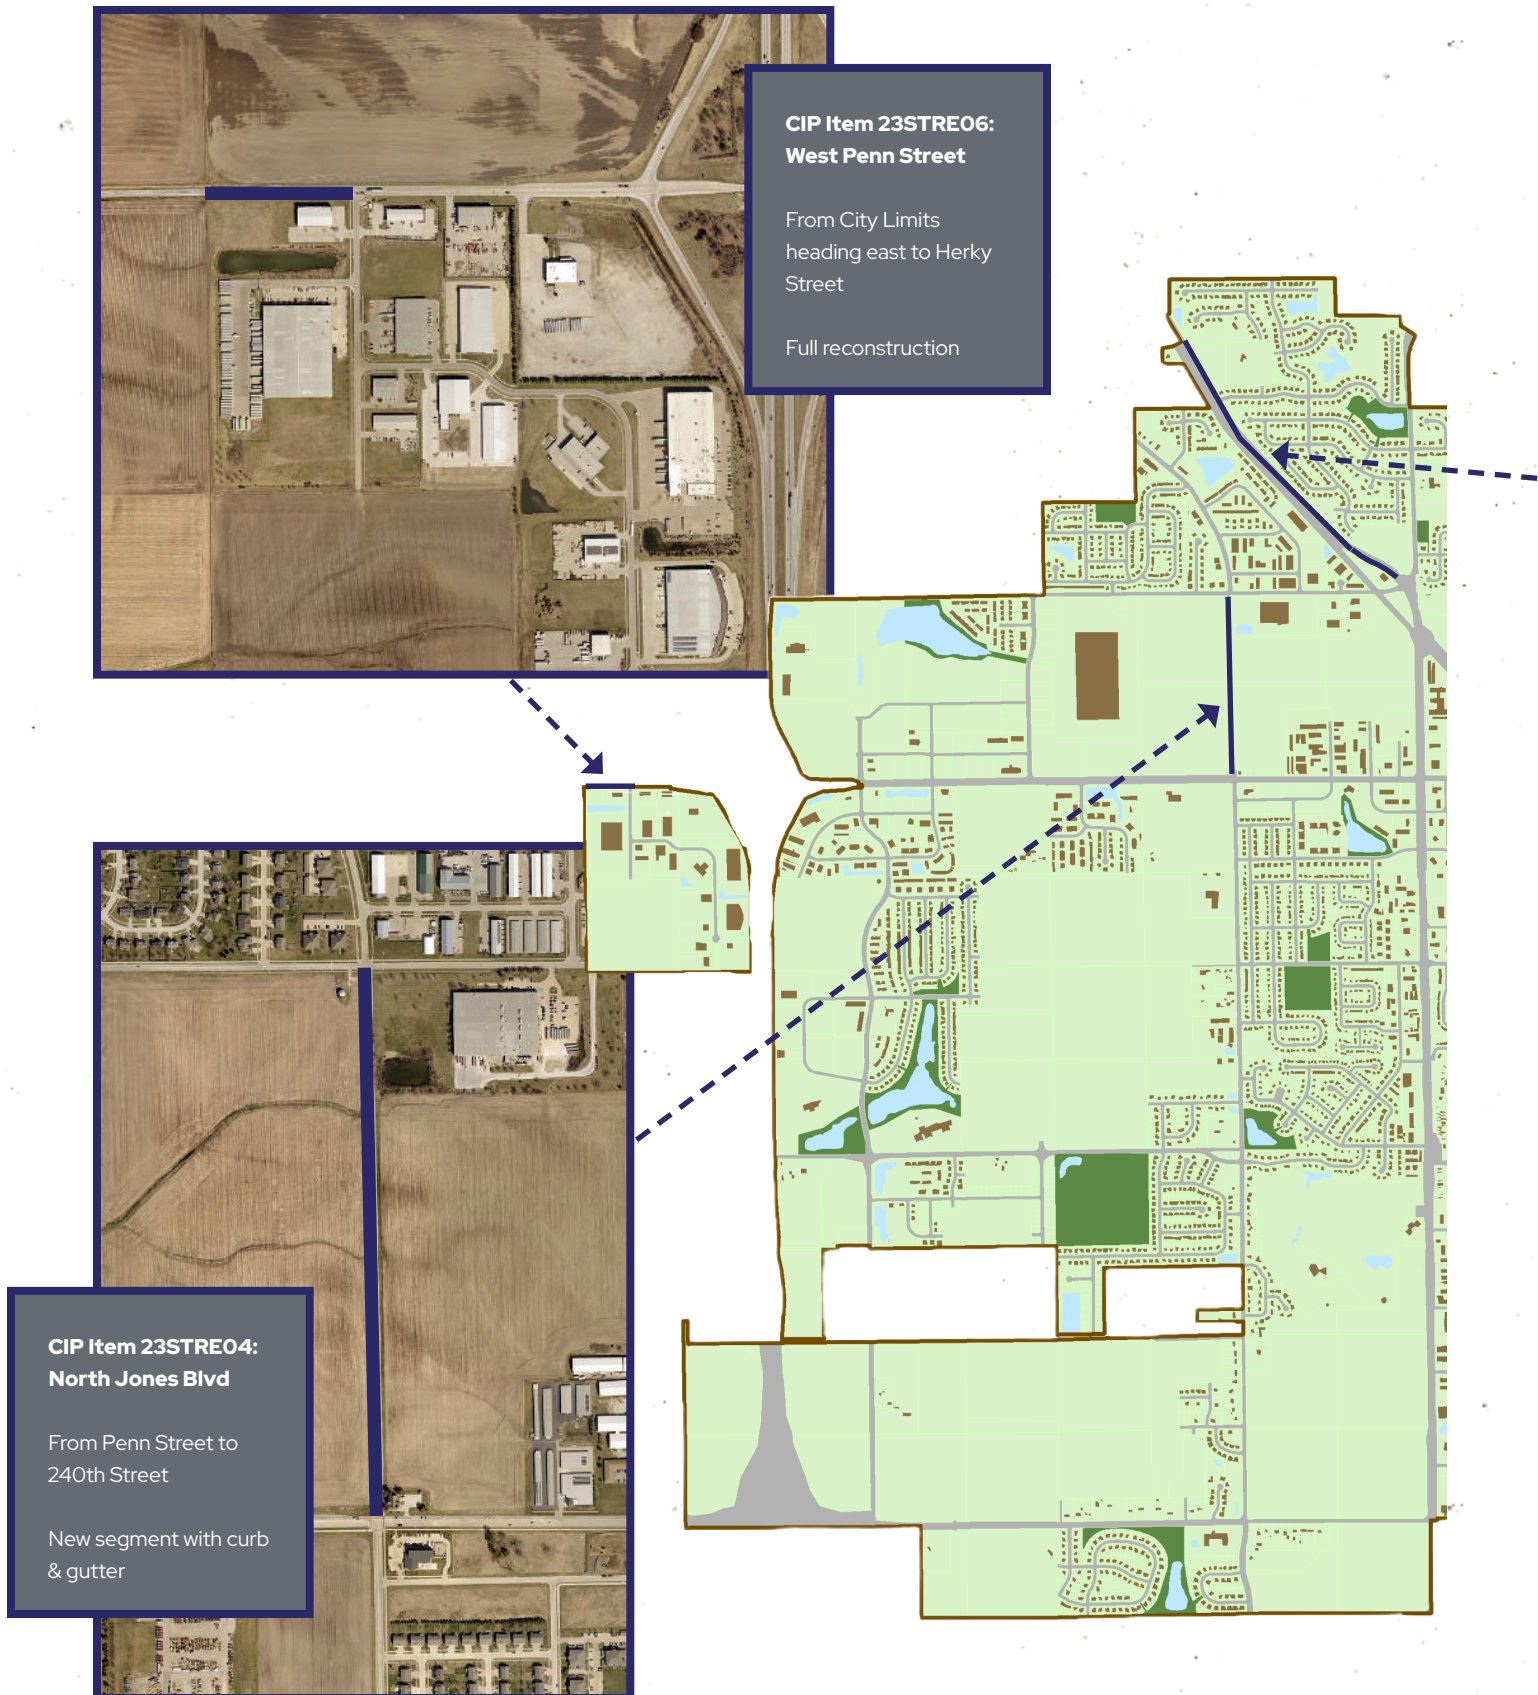 CIP Item 23STRE06:
West Penn Street
From City Limits
heading east to Herky
Street
Full reconstruction
CIP Item 23STRE04:
North Jones Blvd
From Penn Street to
240th Street
New segment with curb
& gutter